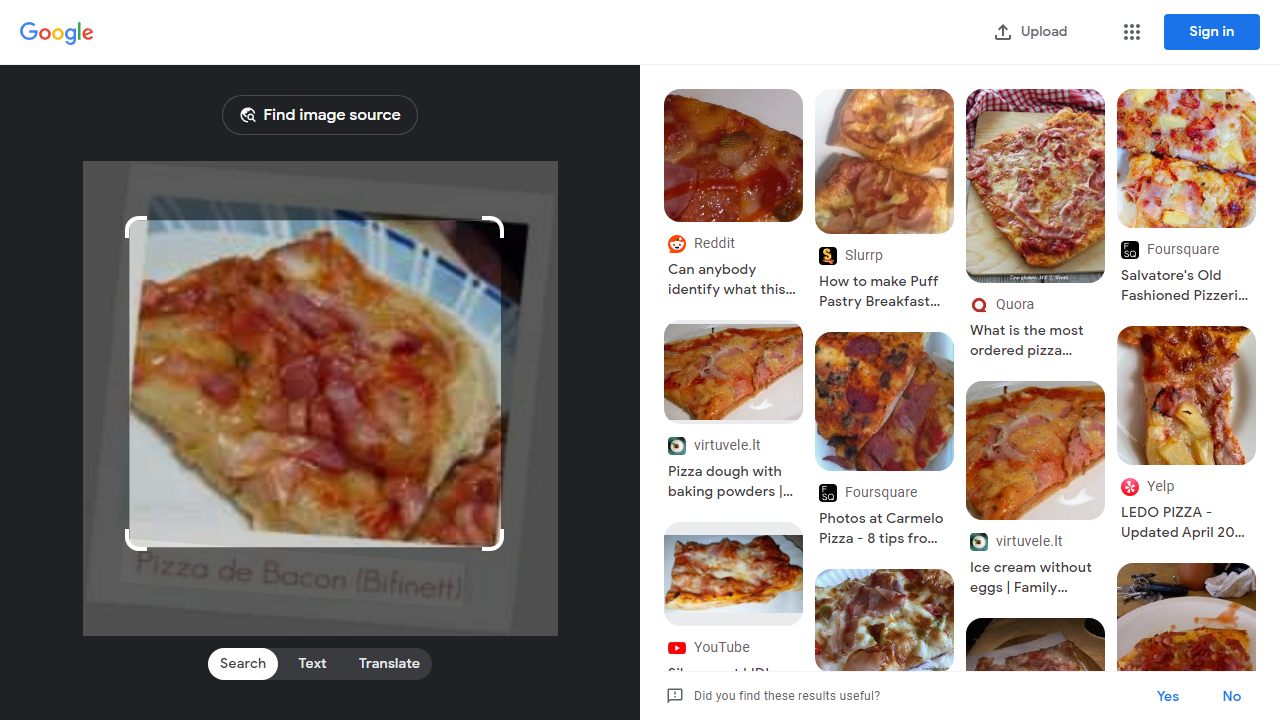 Google
Upload
Sign in
Find image source
Pizza de Bacon (Bifinett)
Search
Text
Translate
Reddit
Can anybody
identify what this...
virtuvele.lt
Pizza dough with
baking powders |...
YouTube
Slurrp
How to make Puff
Pastry Breakfast...
FSQ
Foursquare
Photos at Carmelo
Pizza - 8 tips fro...
Quora
What is the most
ordered pizza...
virtuvele.lt
Ice cream without
eggs | Family...
FSQ
Foursquare
Salvatore's Old
Fashioned Pizzeri...
Yelp
LEDO PIZZA -
Updated April 20...
Did you find these results useful?
Yes
No